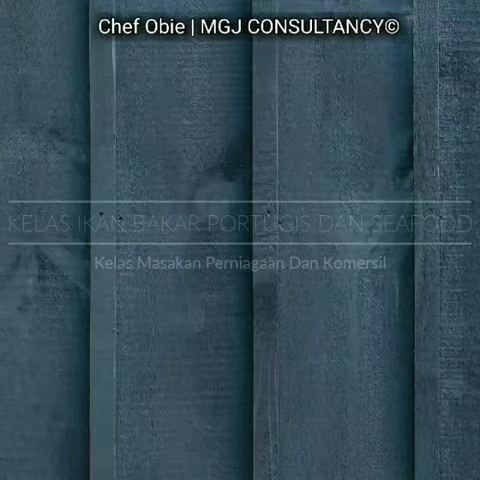 Chef Obie | MGJ CONSULTANCY©
KELAS IKAN BAKAR PORTUGIS DAN SEAFOOD
Kelas Masakan Perniagaan Dan Komersil